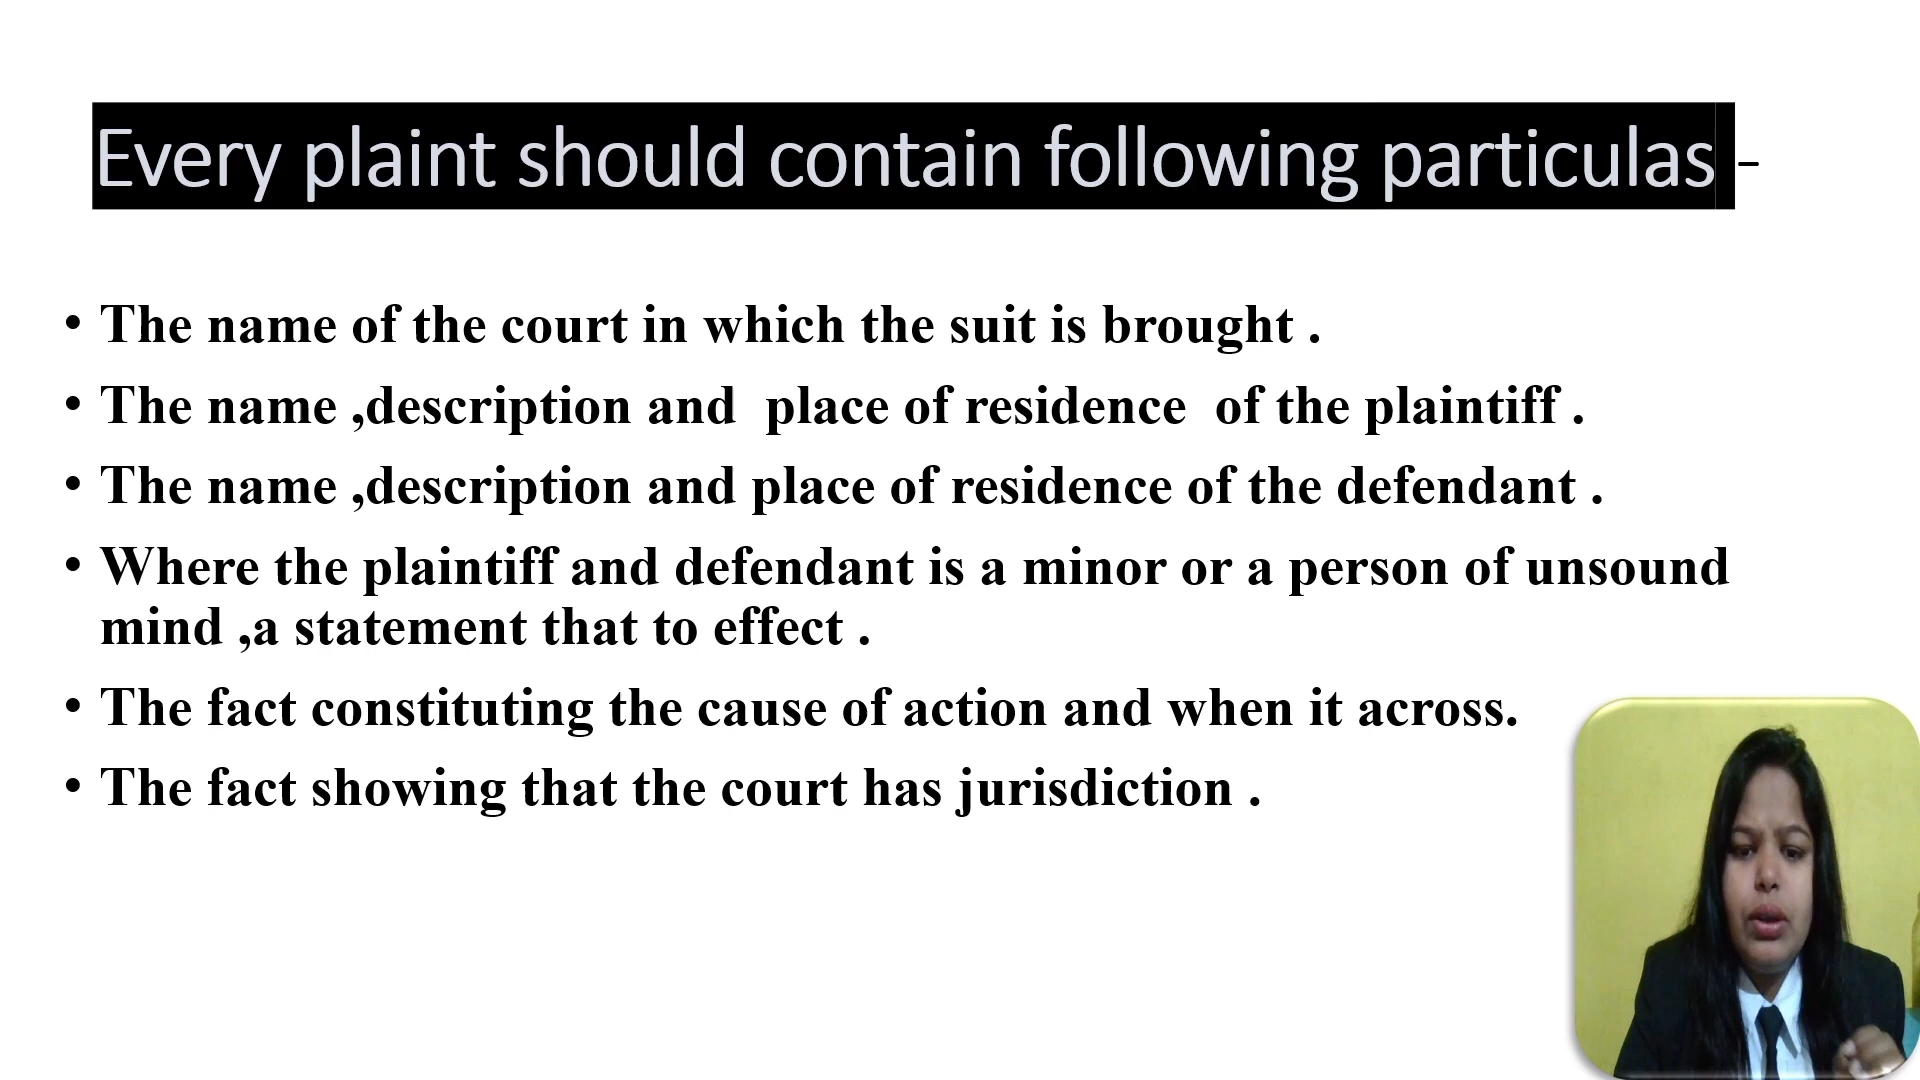 Every plaint should contain following particulas -
• The name of the court in which the suit is brought .
• The name ,description and  place of residence  of the plaintiff .
• The name ,description and place of residence of the defendant .
• Where the plaintiff and defendant is a minor or a person of unsound
mind ,a statement that to effect .
• The fact constituting the cause of action and when it across.
• The fact showing that the court has jurisdiction .